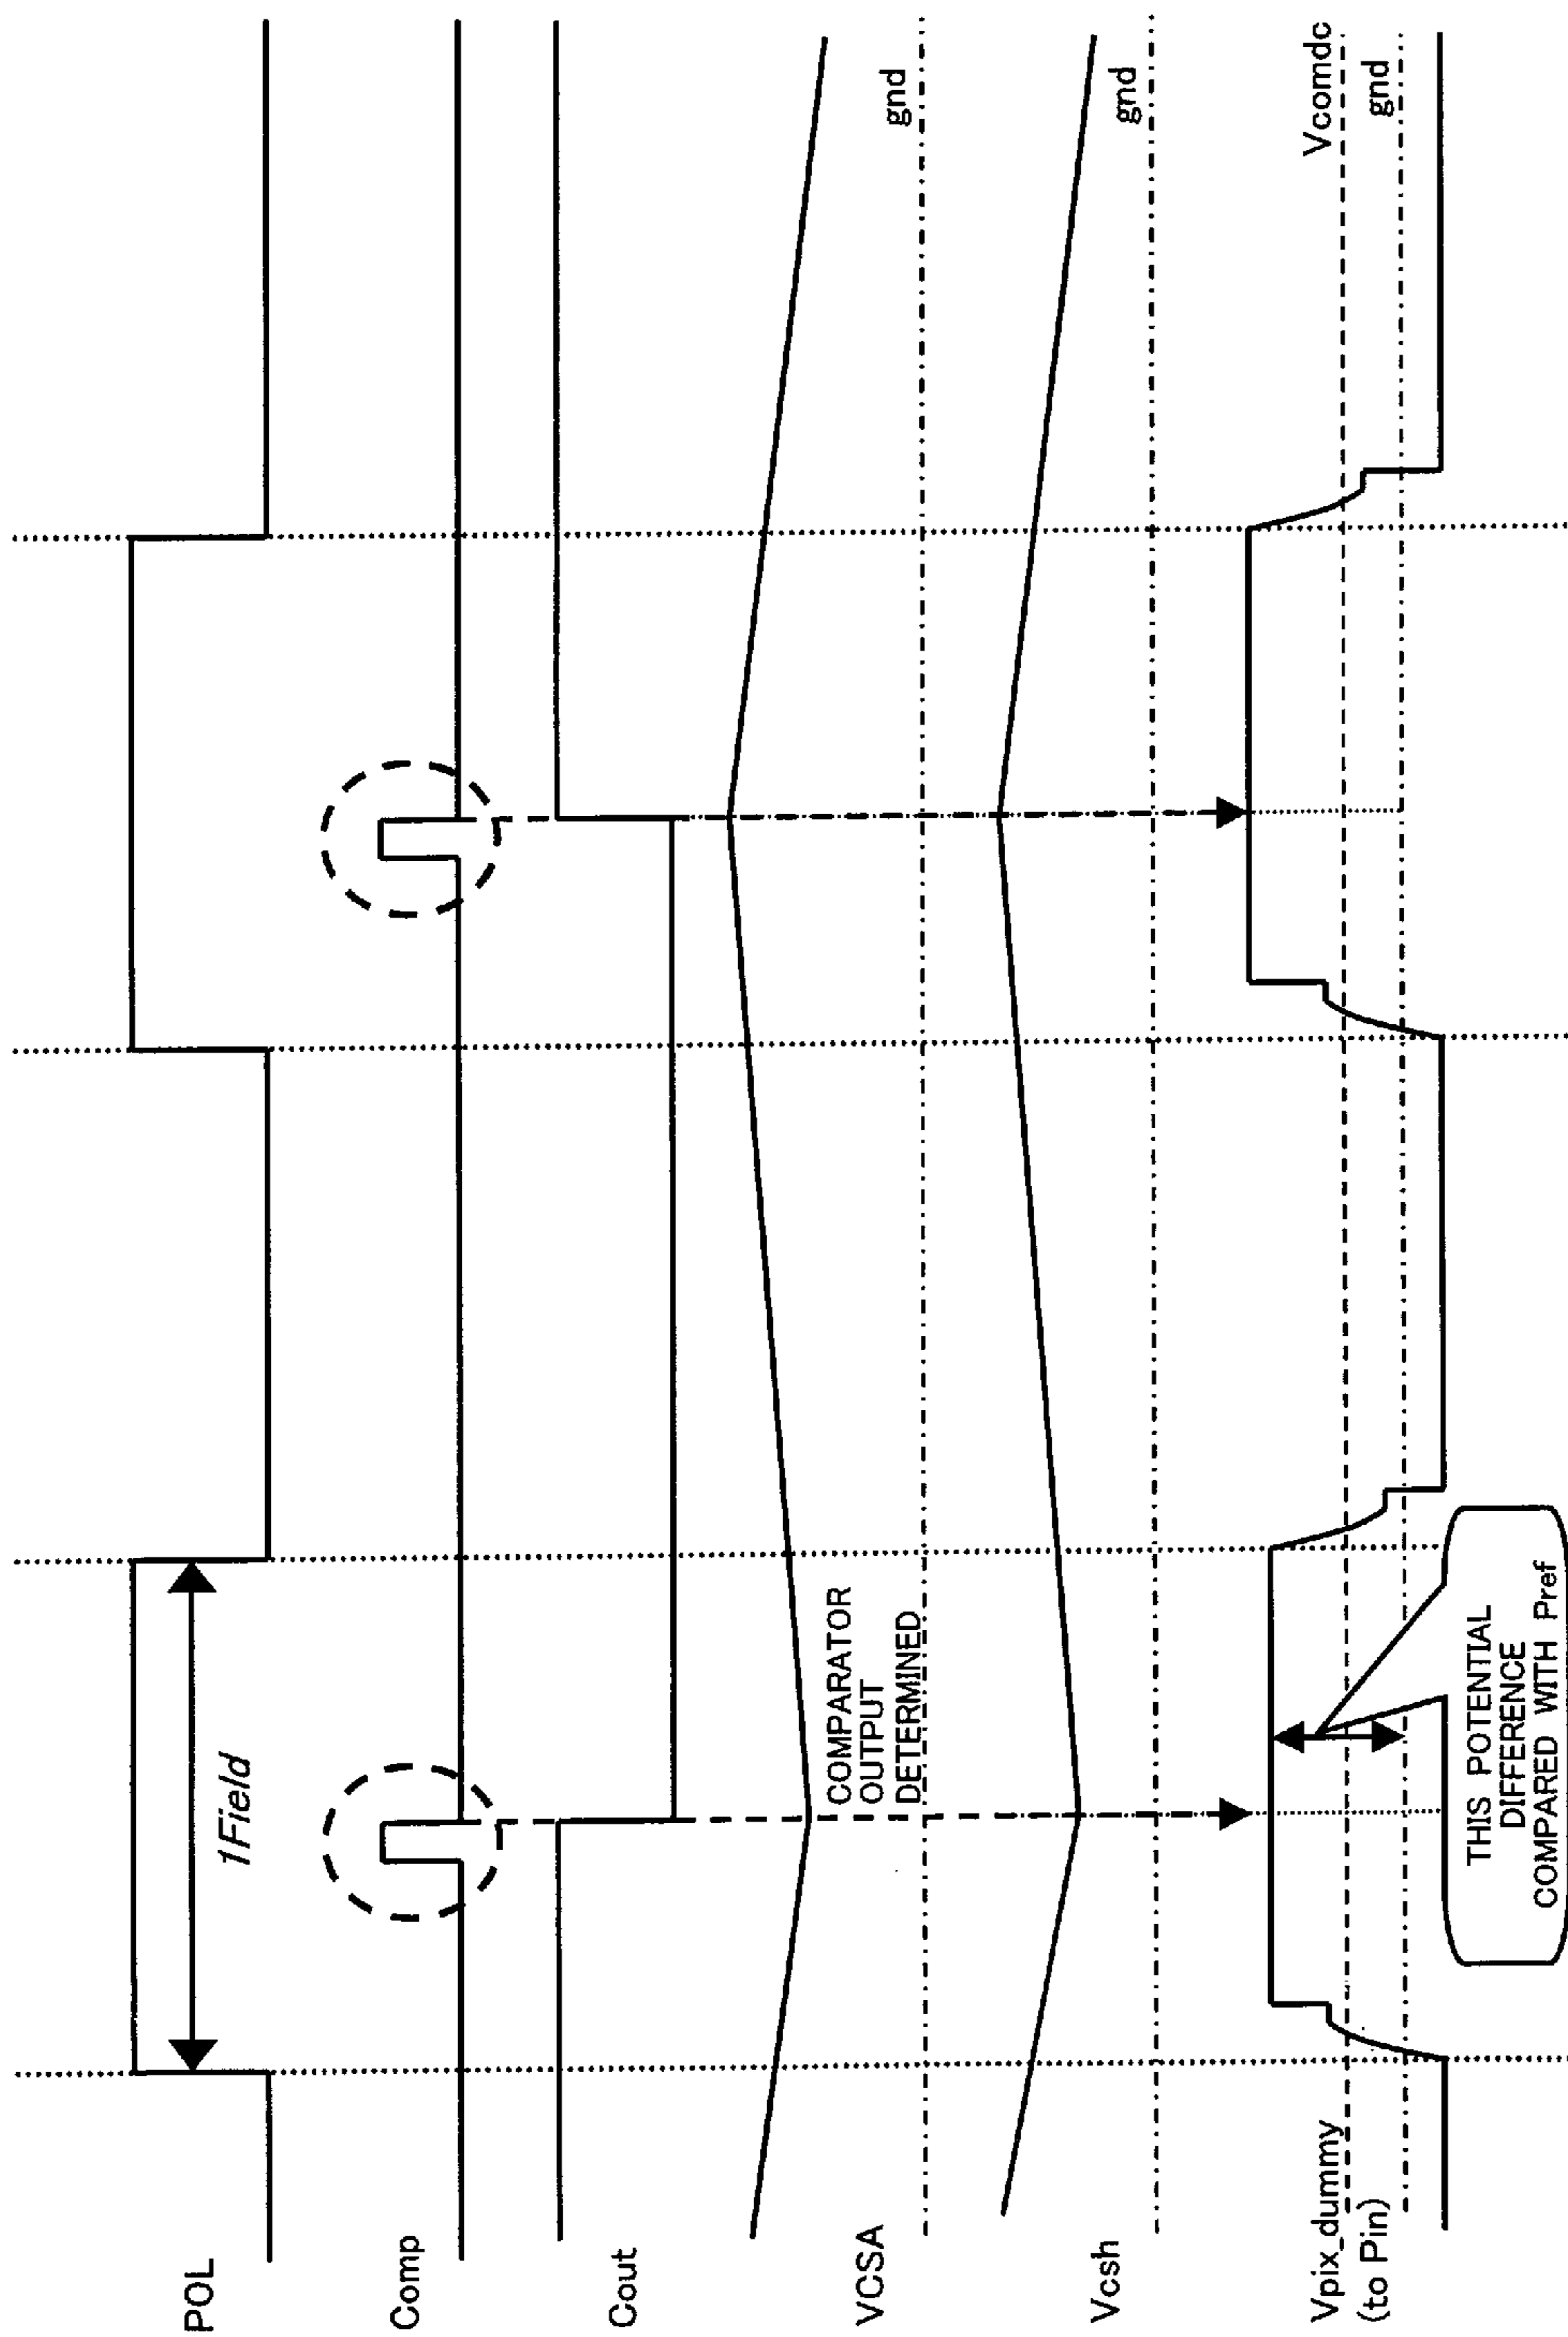 POL
1Field
Comp
Cout
VCSA
gnd
COMPARATOR
OUTPUT
DETERMINED
Vcsh
gnd
Vpix_dummy
(to Pin)
Vcomdc
gnd
THIS POTENTIAL
DIFFERENCE
COMPARED WITH Pref